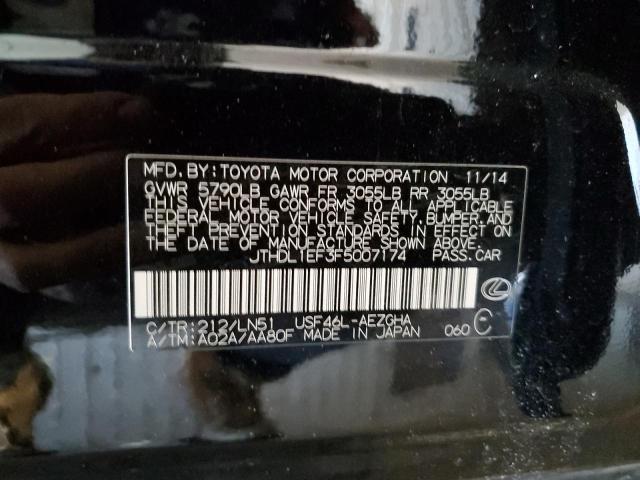 MFD. BY: TOYOTA MOTOR CORPORATION 11/14
GVWR 5790LB GAWR FR 3055LB RR 3055LB
THIS VEHICLE CONFORMS TO ALL APPLICABLE
FEDERAL MOTOR VEHICLE SAFETY, BUMPER, AND
THEFT PREVENTION STANDARDS IN EFFECT ON
THE DATE OF MANUFACTURE SHOWN ABOVE.
JTHDL1EF3F5007174 PASS. CAR
C/TR: 212/LN51 USF46L-AEZGHA
A/TM: A02A/AA80F MADE IN JAPAN 060 C